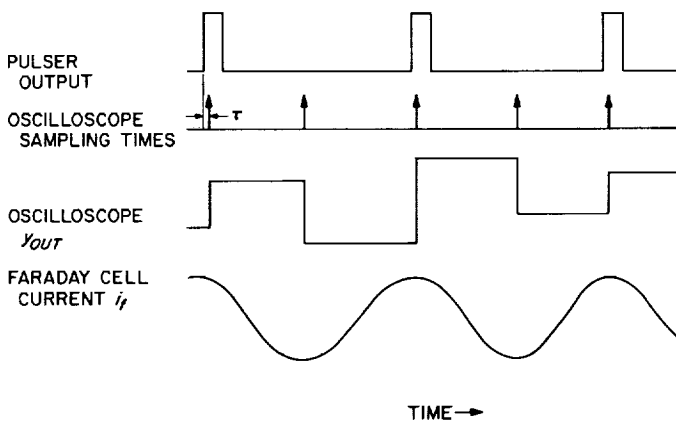 PULSER
OUTPUT
τ
OSCILLOSCOPE
SAMPLING TIMES
OSCILLOSCOPE
yOUT
FARADAY CELL
CURRENT if
TIME